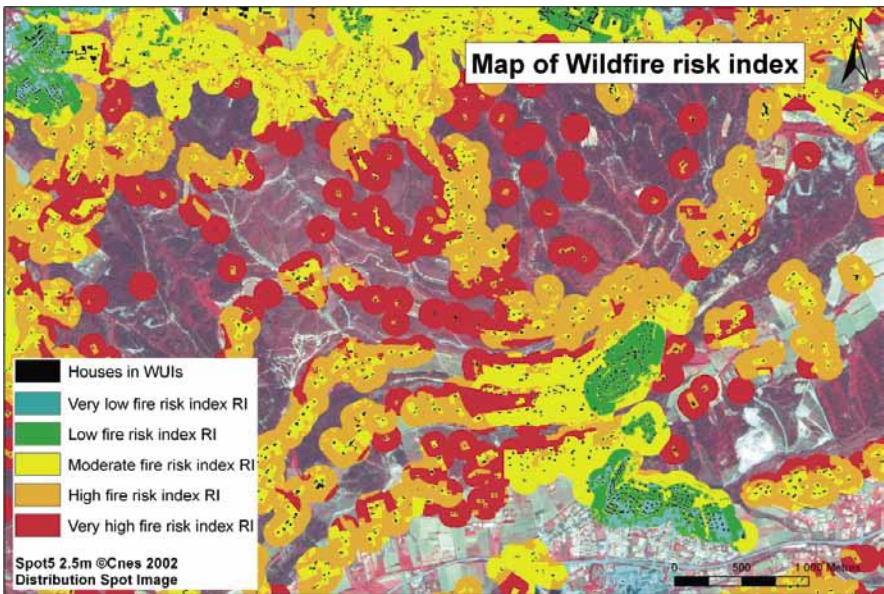 N
Map of Wildfire risk index
Houses in WUIs
Very low fire risk index RI
Low fire risk index RI
Moderate fire risk index RI
High fire risk index RI
Very high fire risk index RI
Spot5 2.5m ©Cnes 2002
Distribution Spot Image
0 500 1 000 Metres